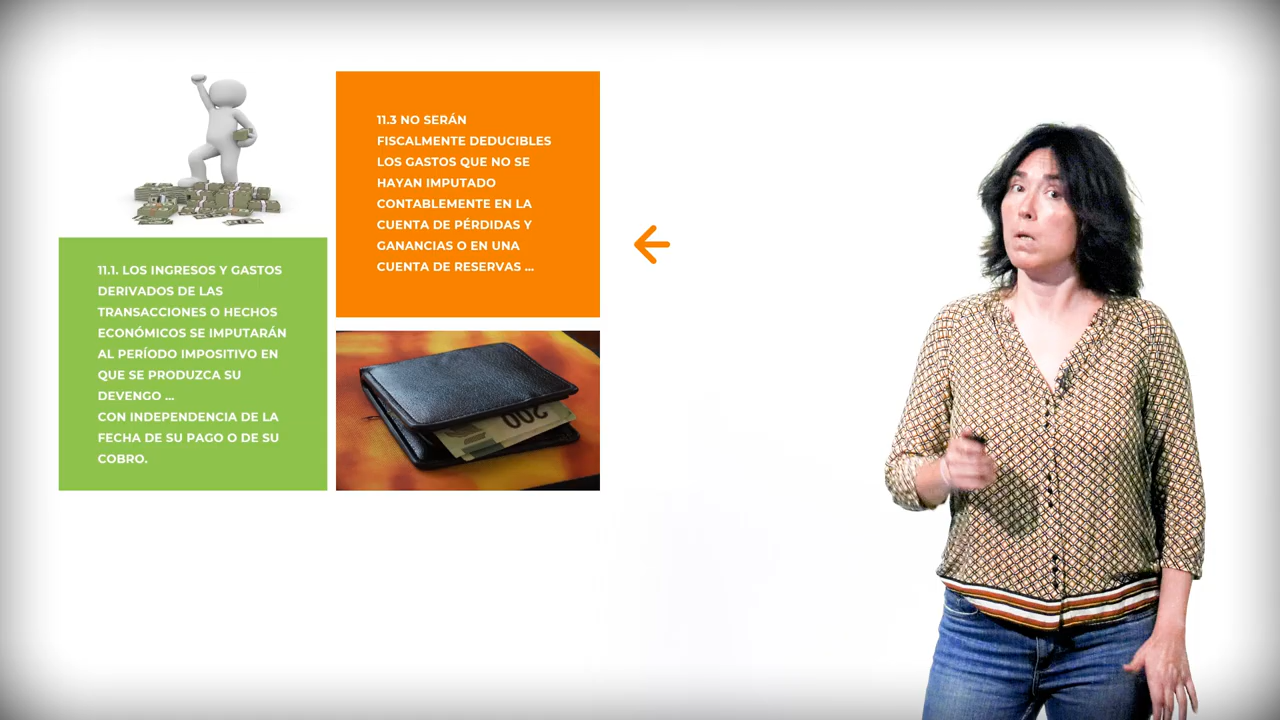 11.3 NO SERÁN
FISCALMENTE DEDUCIBLES
LOS GASTOS QUE NO SE
HAYAN IMPUTADO
CONTABLEMENTE EN LA
CUENTA DE PÉRDIDAS Y
GANANCIAS O EN UNA
CUENTA DE RESERVAS ...
11.1. LOS INGRESOS Y GASTOS
DERIVADOS DE LAS
TRANSACCIONES O HECHOS
ECONÓMICOS SE IMPUTARÁN
AL PERÍODO IMPOSITIVO EN
QUE SE PRODUZCA SU
DEVENGO ...
CON INDEPENDENCIA DE LA
FECHA DE SU PAGO O DE SU
COBRO.
200